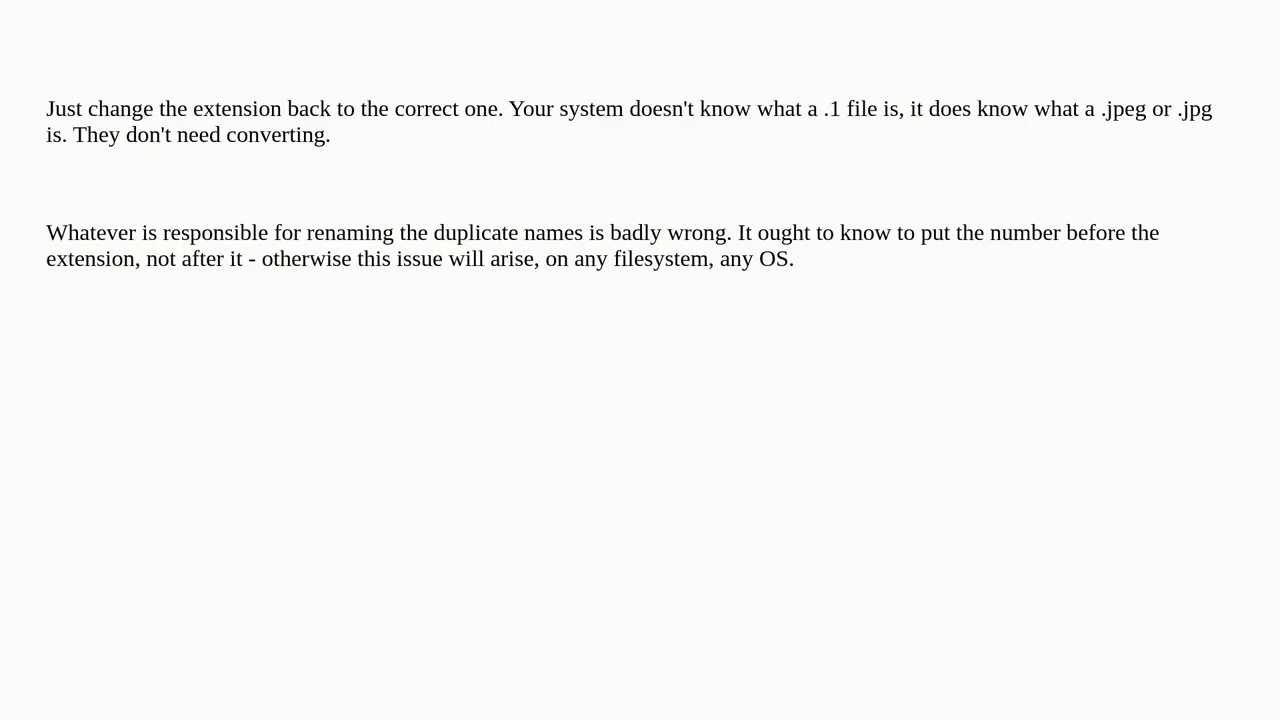 Just change the extension back to the correct one. Your system doesn't know what a .1 file is, it does know what a .jpeg or .jpg
is. They don't need converting.
Whatever is responsible for renaming the duplicate names is badly wrong. It ought to know to put the number before the
extension, not after it - otherwise this issue will arise, on any filesystem, any OS.